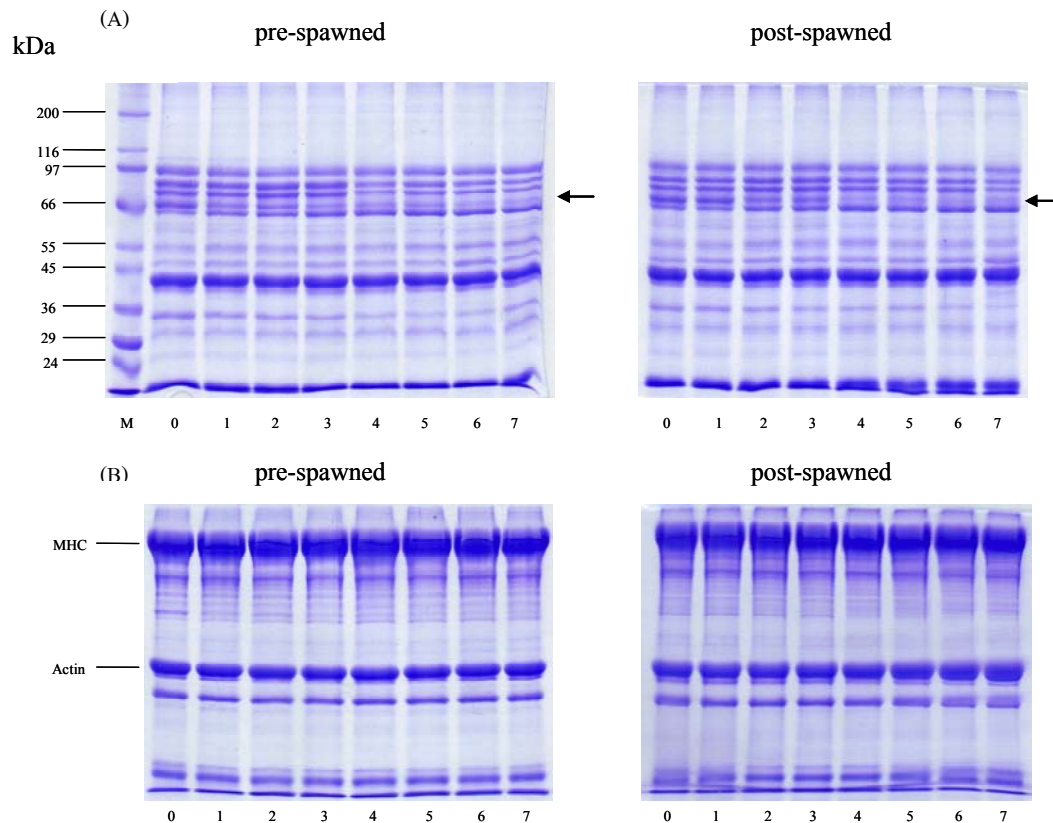 (A)
pre-spawned
post-spawned
kDa
200
116
97
66
55
45
36
29
24
M 0 1 2 3 4 5 6 7
0 1 2 3 4 5 6 7
(B)
pre-spawned
post-spawned
MHC
Actin
0 1 2 3 4 5 6 7
0 1 2 3 4 5 6 7